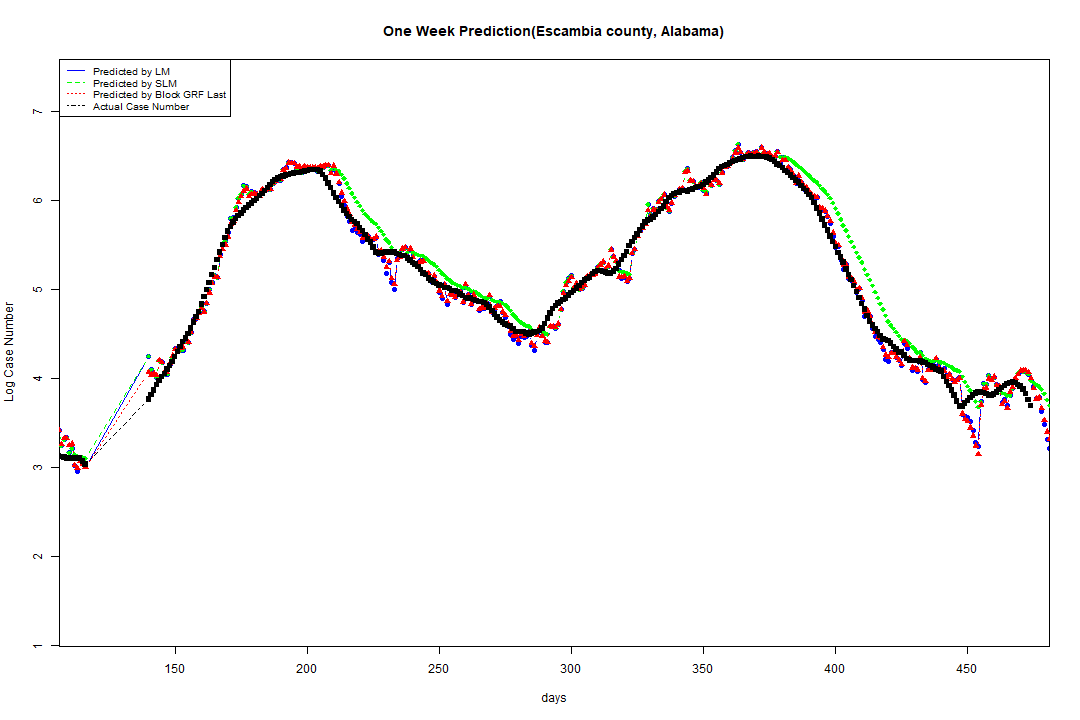 One Week Prediction(Escambia county, Alabama)
Predicted by LM
Predicted by SLM
Predicted by Block GRF Last
Actual Case Number
7
6
5
4
3
2
1
Log Case Number
150 200 250 300 350 400 450
days